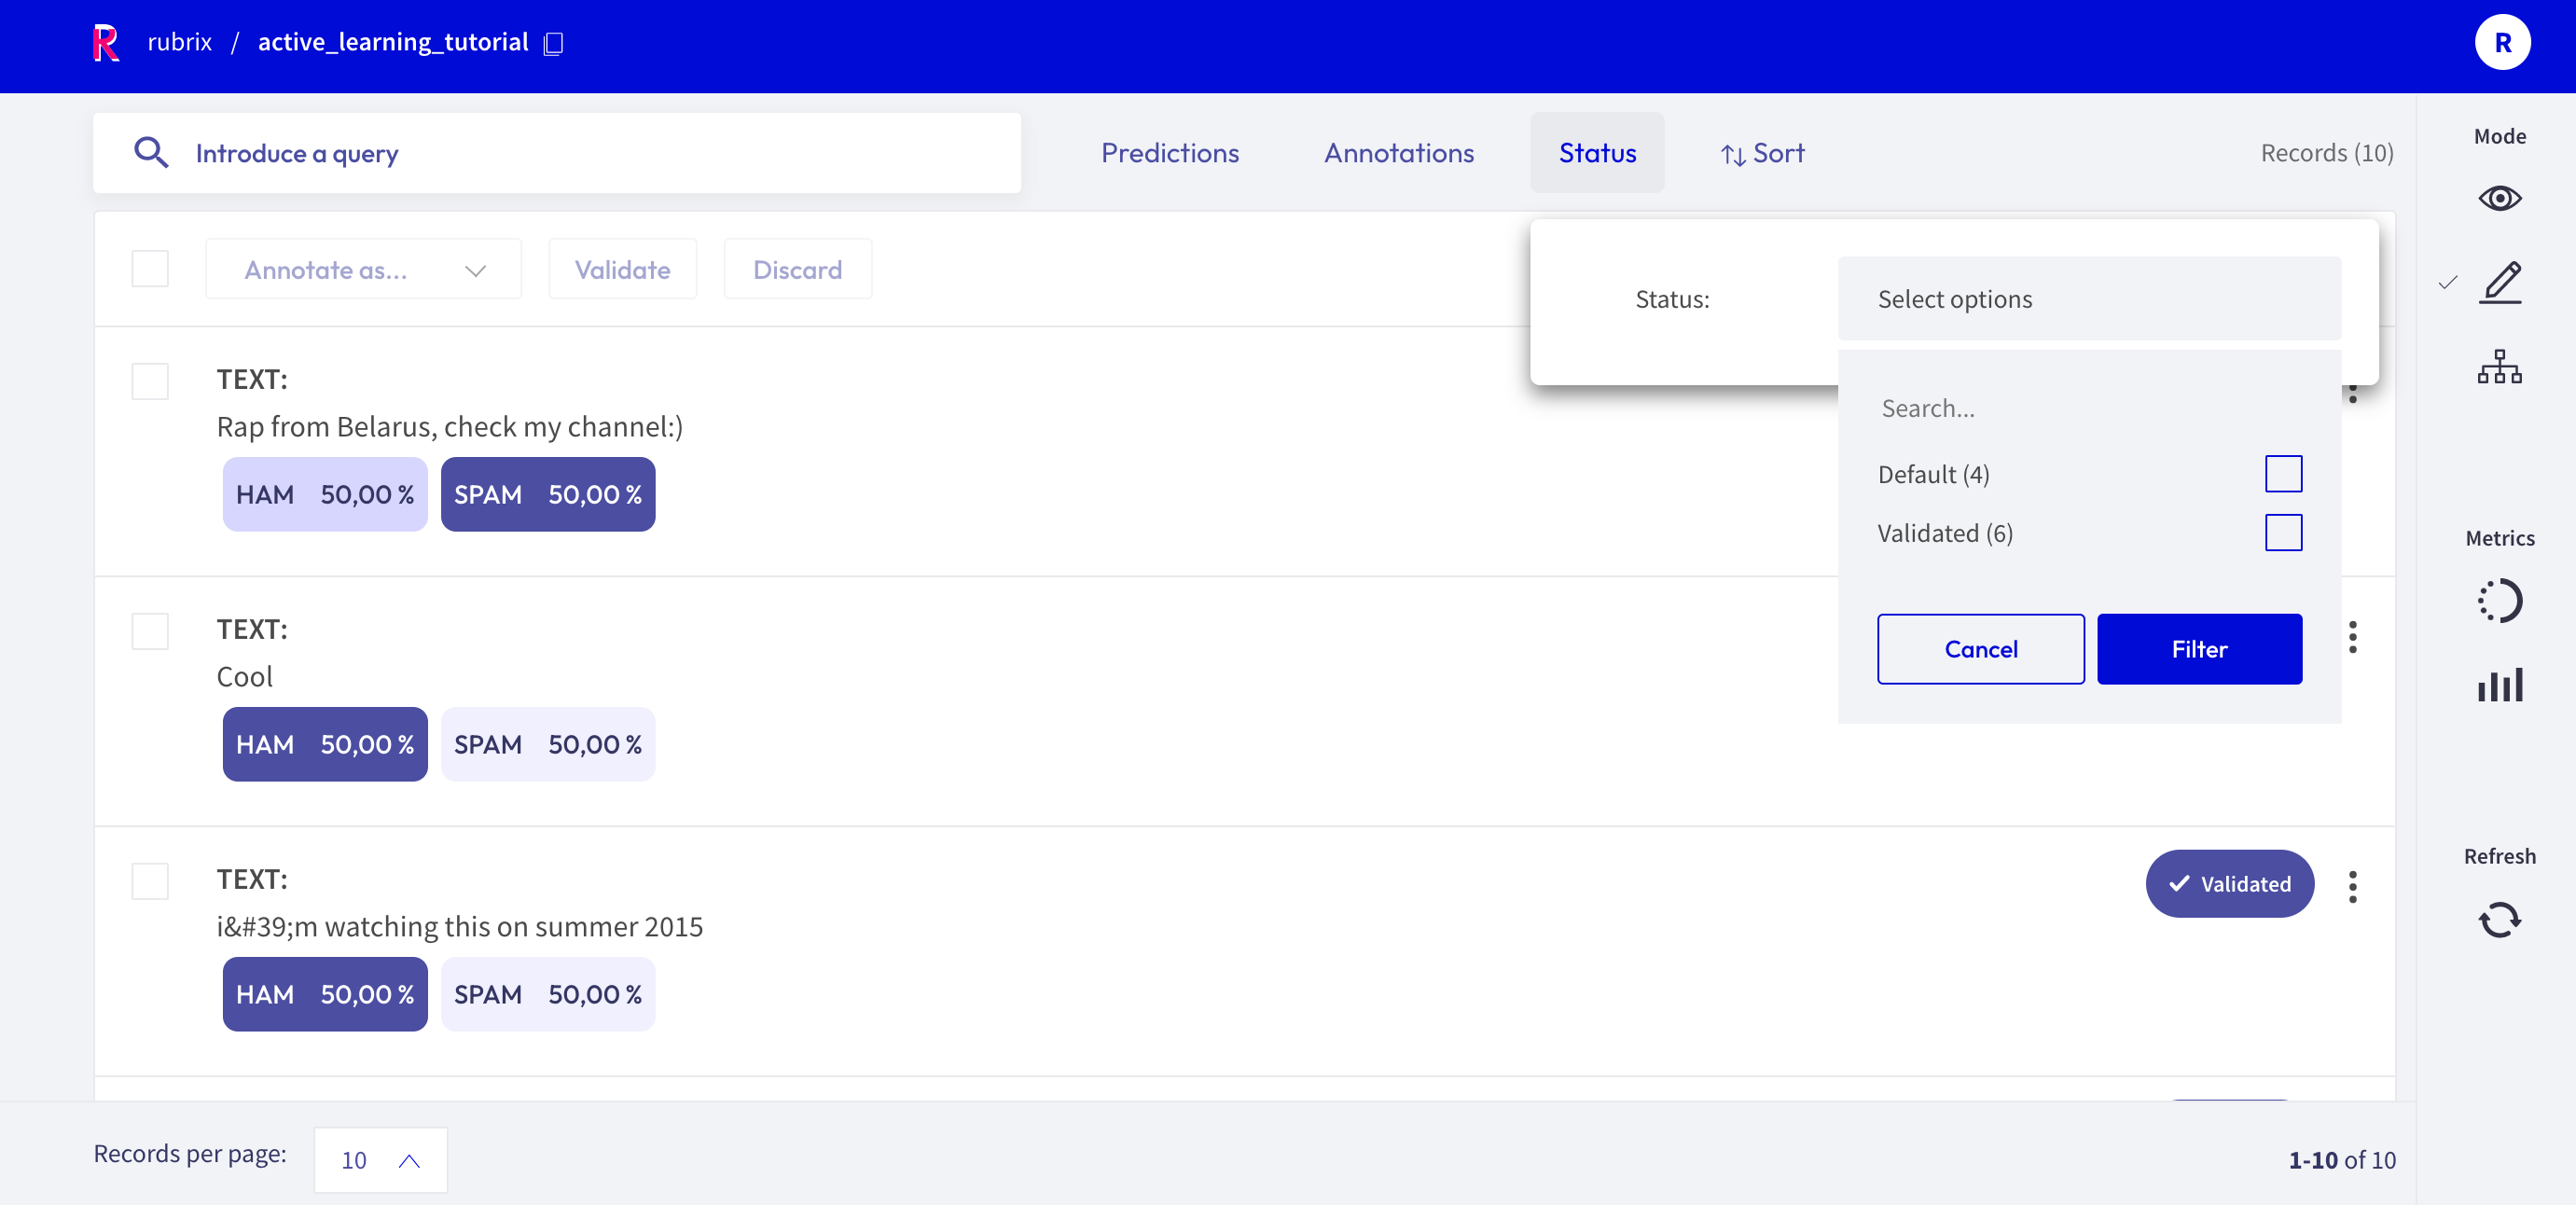 R rubrix / active_learning_tutorial R
Introduce a query Predictions Annotations Status Sort Records (10)
Mode
Annotate as... Validate Discard
Status: Select options
TEXT:
Rap from Belarus, check my channel:)
HAM 50,00 % SPAM 50,00 %
Search...
Default (4)
Validated (6)
Cancel Filter
Metrics
TEXT:
Cool
HAM 50,00 % SPAM 50,00 %
Refresh
TEXT:
Validated
i&#39;m watching this on summer 2015
HAM 50,00 % SPAM 50,00 %
Records per page: 10 1-10 of 10